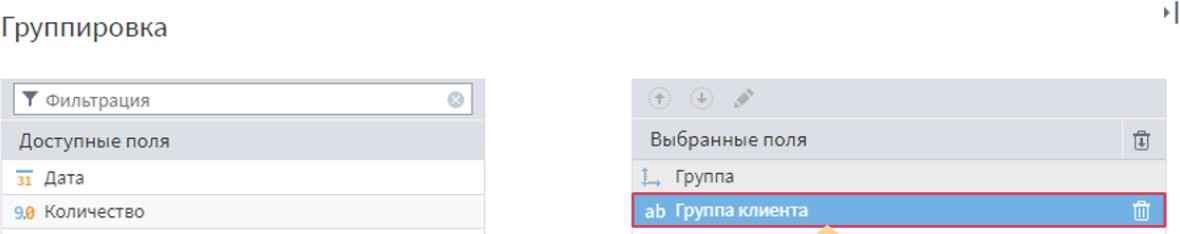 Группировка
Фильтрация
Доступные поля
31 Дата
9.0 Количество
Выбранные поля
Группа
ab Группа клиента